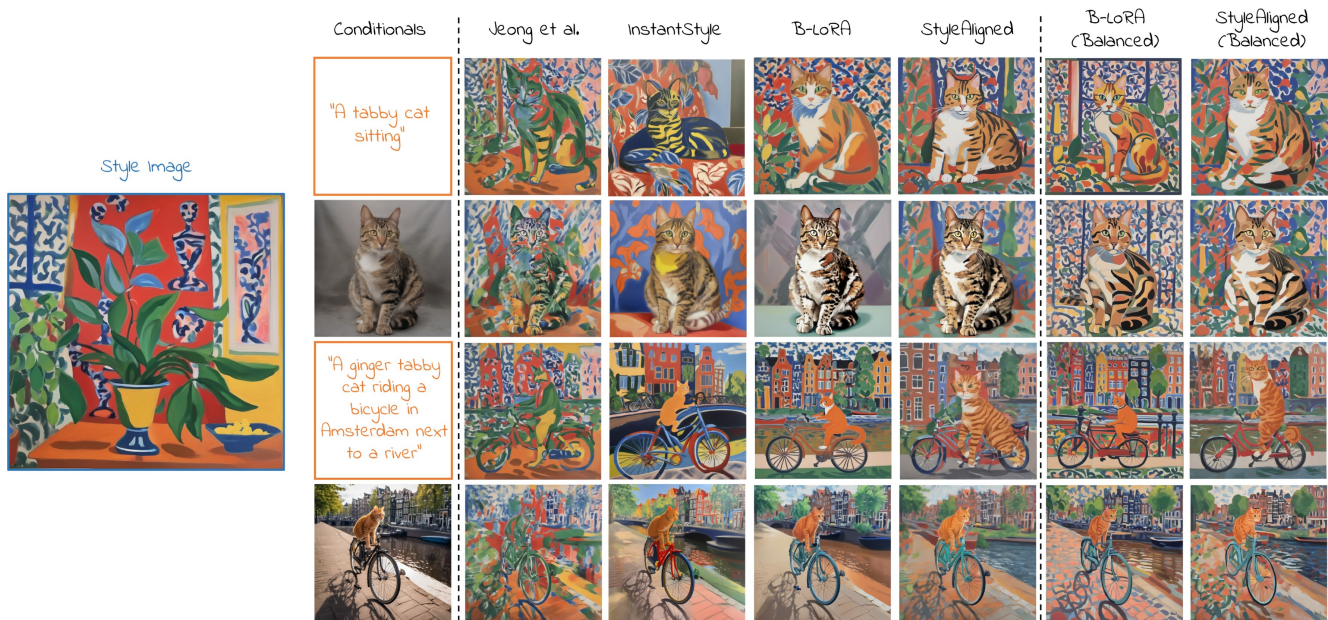 Style Image
Conditionals
Jeong et al.
InstantStyle
B-LoRA
StyleAligned
B-LoRA
(Balanced)
StyleAligned
(Balanced)
"A tabby cat
sitting"
"A ginger tabby
cat riding a
bicycle in
Amsterdam next
to a river"